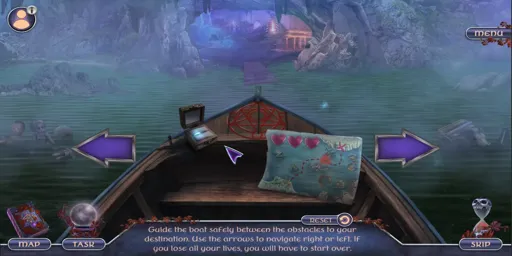 MENU
RESET
Guide the boat safely between the obstacles to your
destination. Use the arrows to navigate right or left. If
you lose all your lives, you will have to start over.
MAP
TASK
SKIP